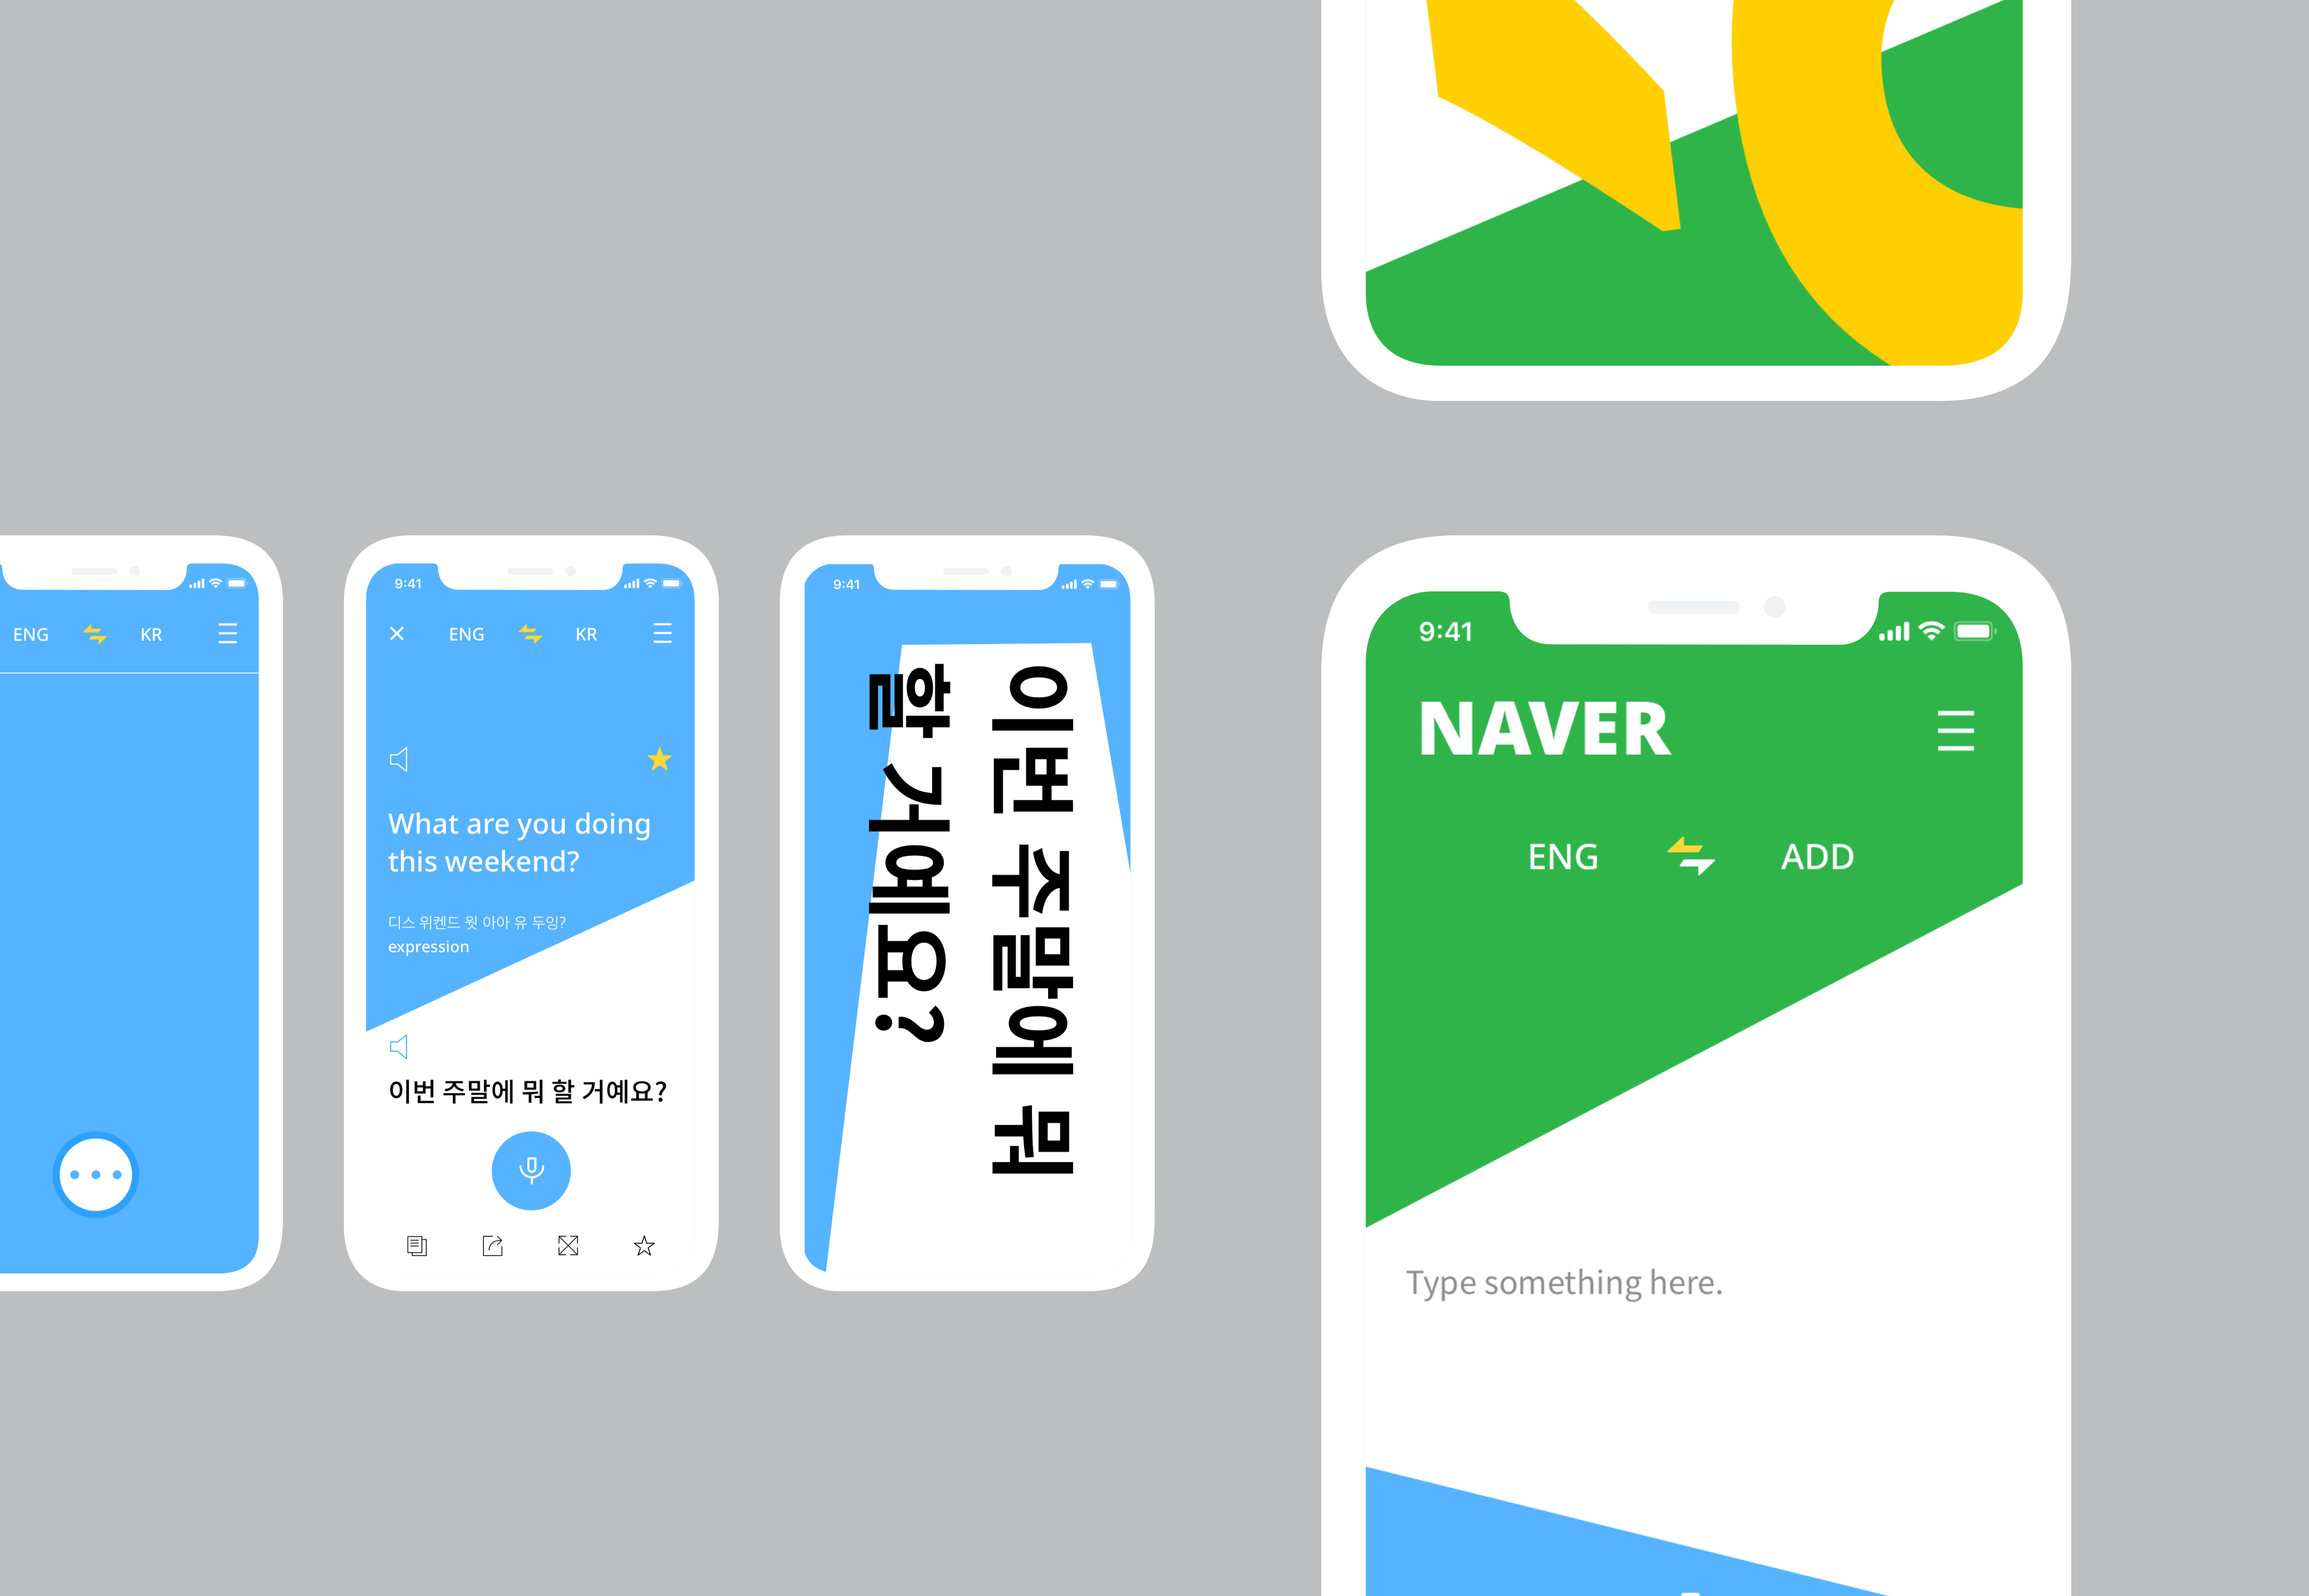 ENG KR
9:41
ENG KR
What are you doing
this weekend?
디스 위켄드 웟 아아 유 두잉?
expression
이번 주말에 뭐 할 거예요?
9:41
이번 주말에 뭐
할 거예요?
9:41
NAVER
ENG ADD
Type something here.